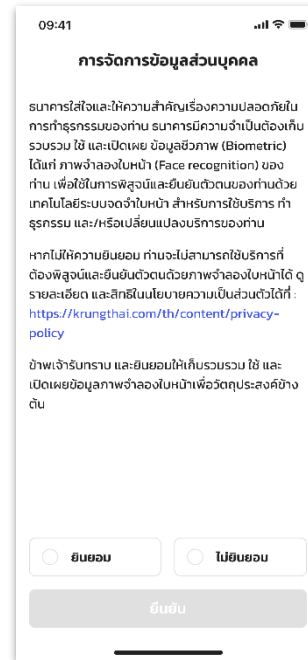 09:41
การจัดการข้อมูลส่วนบุคคล
ธนาคารใส่ใจและให้ความสำคัญเรื่องความปลอดภัยใน
การทำธุรกรรมของท่าน ธนาคารมีความจำเป็นต้องเก็บ
รวบรวม ใช้ และเปิดเผย ข้อมูลชีวภาพ (Biometric)
ได้แก่ ภาพจำลองใบหน้า (Face recognition) ของ
ท่าน เพื่อใช้ในการพิสูจน์และยืนยันตัวตนของท่านด้วย
เทคโนโลยีระบบจดจำใบหน้า สำหรับการใช้บริการ ทำ
ธุรกรรม และ/หรือเปลี่ยนแปลงบริการของท่าน
หากไม่ให้ความยินยอม ท่านจะไม่สามารถใช้บริการที่
ต้องพิสูจน์และยืนยันตัวตนด้วยภาพจำลองใบหน้าได้ ดู
รายละเอียด และสิทธิในนโยบายความเป็นส่วนตัวได้ที่ :
https://krungthai.com/th/content/privacy-
policy
ข้าพเจ้ารับทราบ และยินยอมให้เก็บรวบรวม ใช้ และ
เปิดเผยข้อมูลภาพจำลองใบหน้าเพื่อวัตถุประสงค์ข้าง
ต้น
ยินยอม
ไม่ยินยอม
ยืนยัน